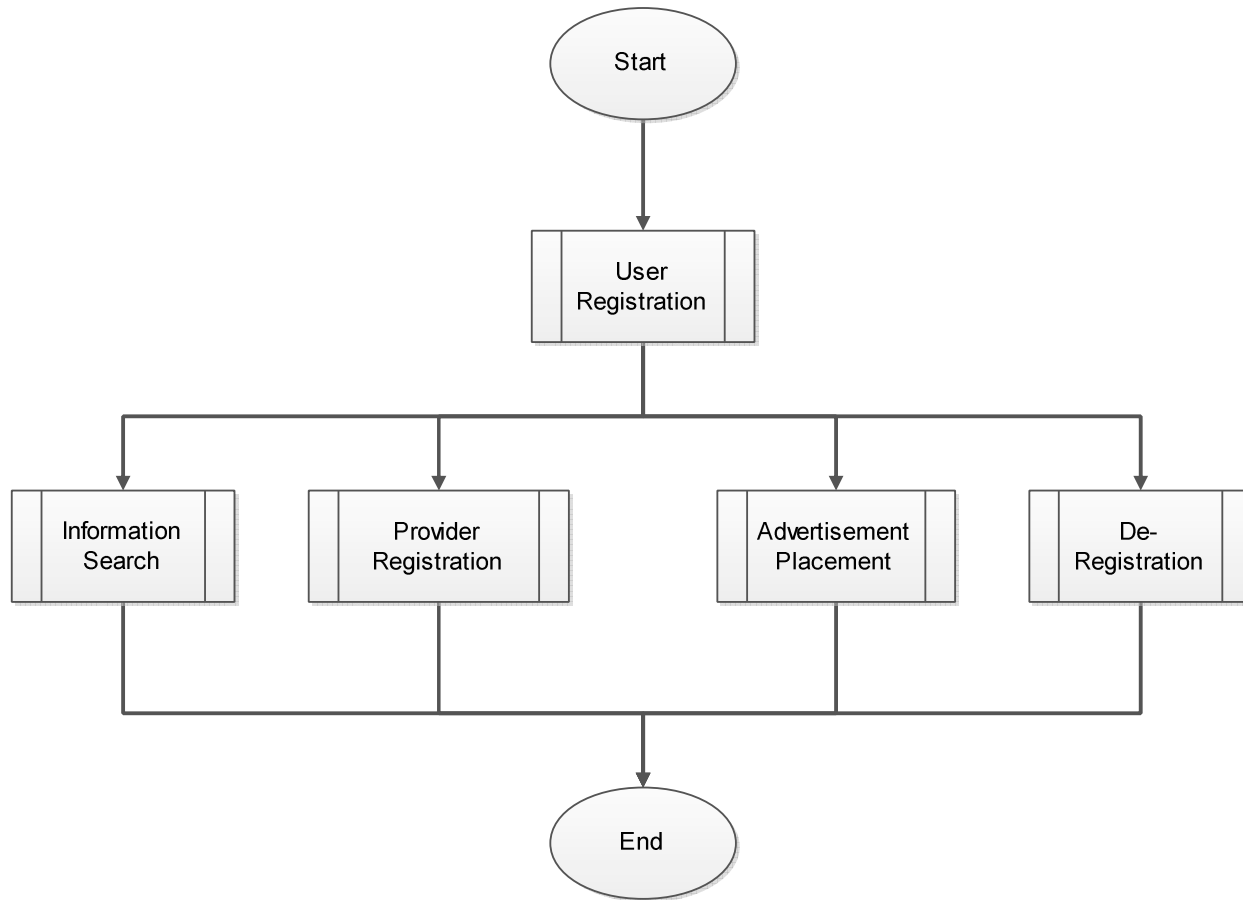 Start
User
Registration
Information
Search
Provider
Registration
Advertisement
Placement
De-
Registration
End